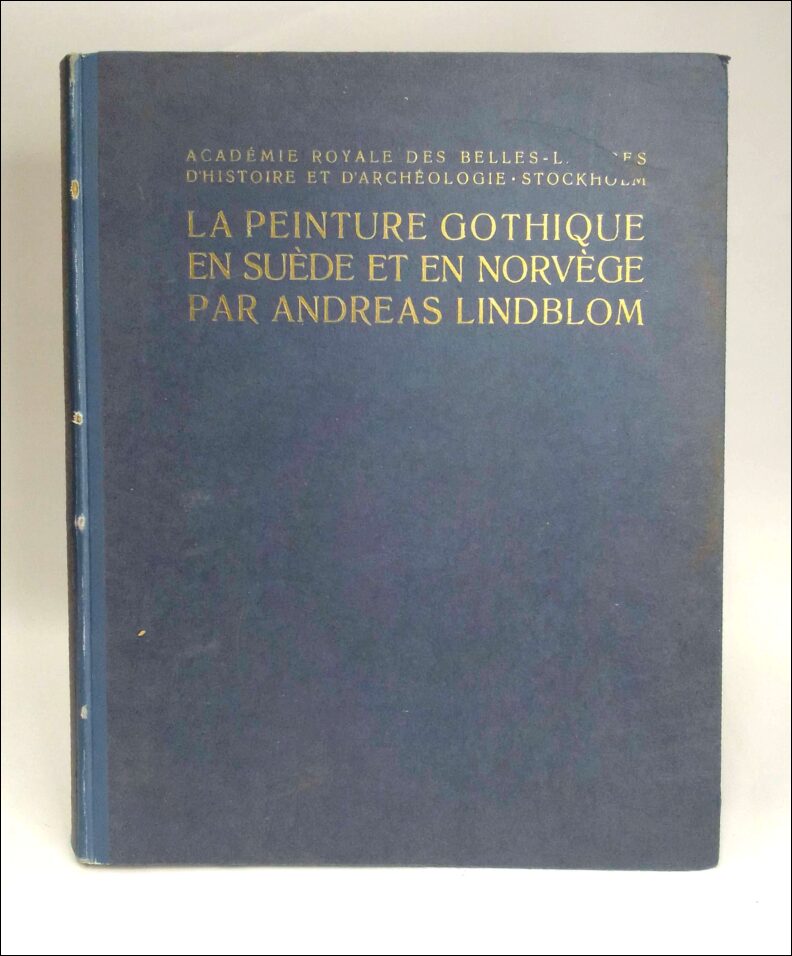 ACADÉMIE ROYALE DES
D'HISTOIRE ET D'ARCHÉOLOGIE · STOCKHOLM
LA PEINTURE GOTHIQUE
EN SUÈDE ET EN NORVÈGE
PAR ANDREAS LINDBLOM